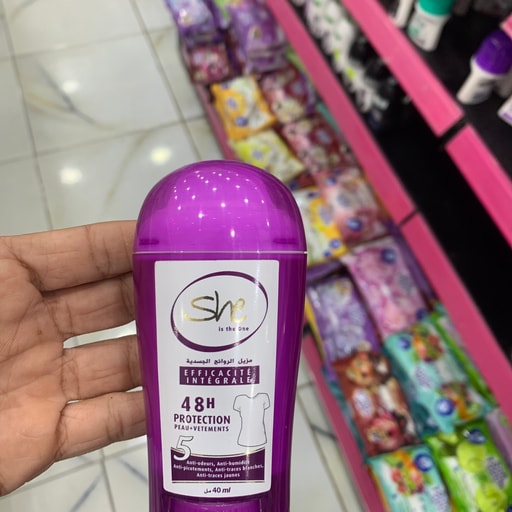 She
is the One
مزيل الروائح الجسدية
EFFICACITÉ
INTÉGRALE
48H
PROTECTION
PEAU+VETEMENTS
5
Anti-odeurs, Anti-humidité
Anti-picotements, Anti-traces blanches,
Anti-traces jaunes
40 ml مل